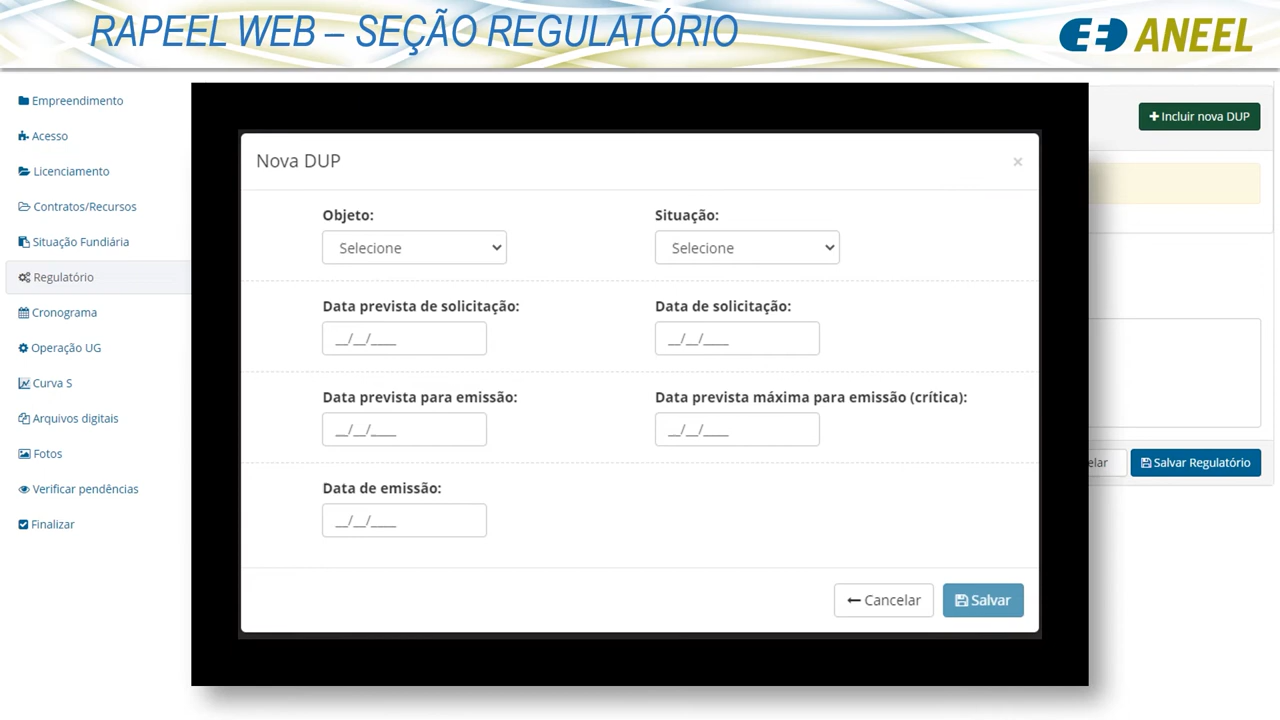 RAPEEL WEB – SEÇÃO REGULATÓRIO
ANEEL
Empreendimento
Acesso
Licenciamento
Contratos/Recursos
Situação Fundiária
Regulatório
Cronograma
Operação UG
Curva S
Arquivos digitais
Fotos
Verificar pendências
Finalizar
+ Incluir nova DUP
Nova DUP ×
Objeto: Situação:
Selecione Selecione
Data prevista de solicitação: Data de solicitação:
__/__/____ __/__/____
Data prevista para emissão: Data prevista máxima para emissão (crítica):
__/__/____ __/__/____
Data de emissão:
__/__/____
Cancelar Salvar
elar Salvar Regulatório